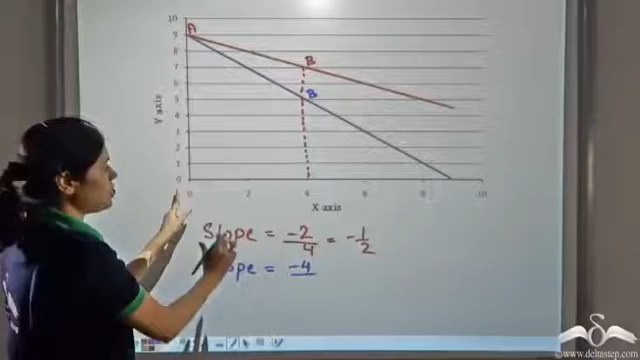 10
A
9
8
B
7
6
B
5
4
3
2
1
0
0 2 4 6 8 10
Y axis
X axis
Slope = -2/4 = -1/2
ope = -4
©www.deltastep.com